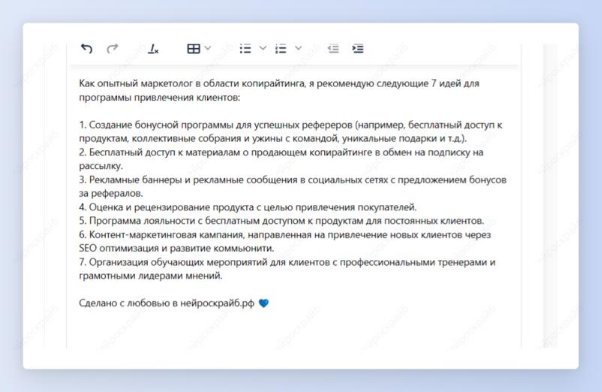 Как опытный маркетолог в области копирайтинга, я рекомендую следующие 7 идей для
программы привлечения клиентов:
1. Создание бонусной программы для успешных рефереров (например, бесплатный доступ к
продуктам, коллективные собрания и ужины с командой, уникальные подарки и т.д.).
2. Бесплатный доступ к материалам о продающем копирайтинге в обмен на подписку на
рассылку.
3. Рекламные баннеры и рекламные сообщения в социальных сетях с предложением бонусов
за рефералов.
4. Оценка и рецензирование продукта с целью привлечения покупателей.
5. Программа лояльности с бесплатным доступом к продуктам для постоянных клиентов.
6. Контент-маркетинговая кампания, направленная на привлечение новых клиентов через
SEO оптимизация и развитие коммьюнити.
7. Организация обучающих мероприятий для клиентов с профессиональными тренерами и
грамотными лидерами мнений.
Сделано с любовью в нейроскрайб.рф 💙